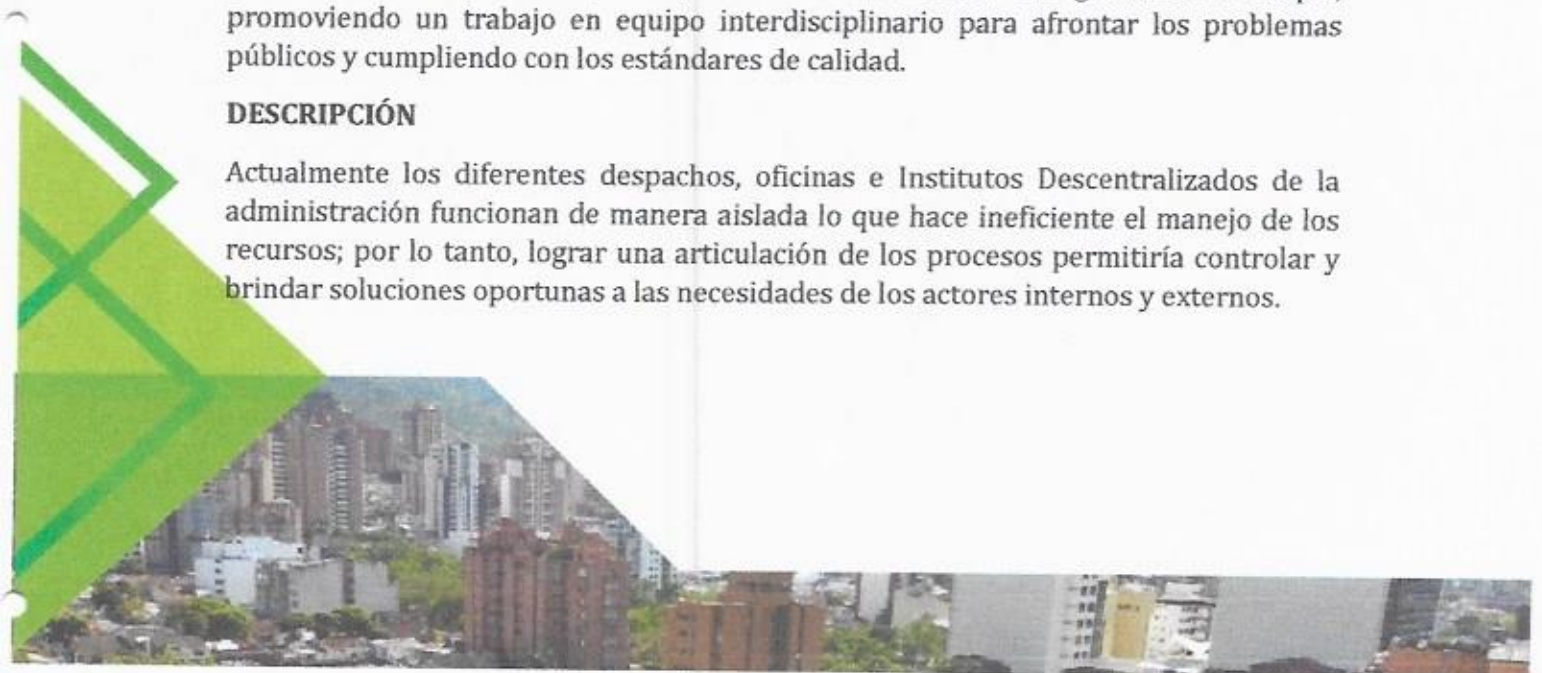 promoviendo un trabajo en equipo interdisciplinario para afrontar los problemas
públicos y cumpliendo con los estándares de calidad.
DESCRIPCIÓN
Actualmente los diferentes despachos, oficinas e Institutos Descentralizados de la
administración funcionan de manera aislada lo que hace ineficiente el manejo de los
recursos; por lo tanto, lograr una articulación de los procesos permitiría controlar y
brindar soluciones oportunas a las necesidades de los actores internos y externos.